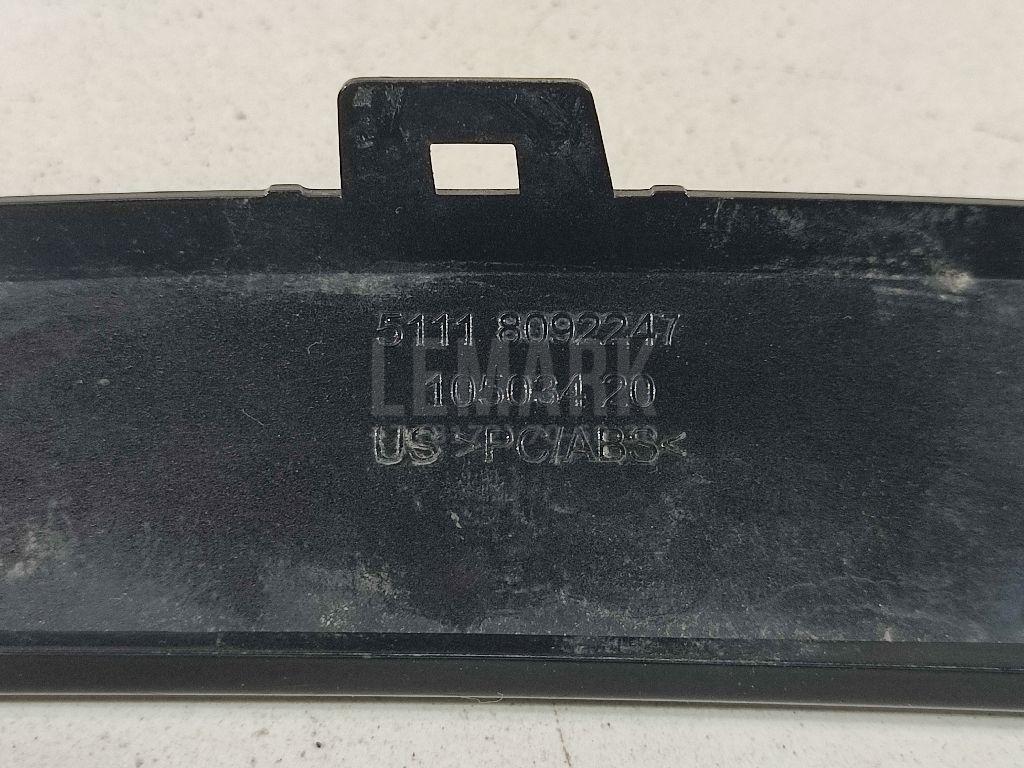 5111 8092247
LEMARK
105034 20
US >PC/ABS<